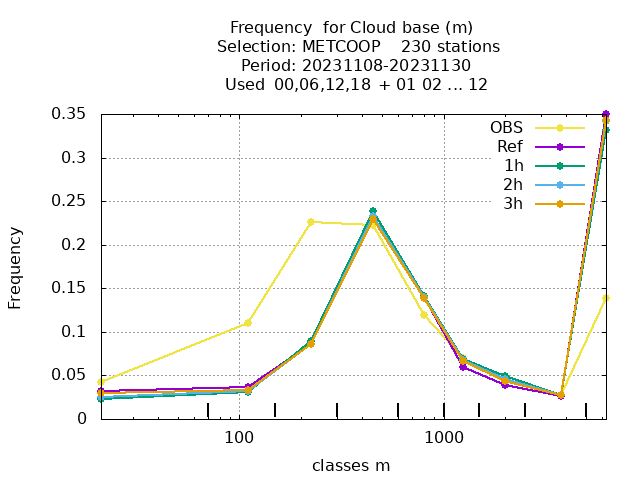 Frequency for Cloud base (m)
Selection: METCOOP 230 stations
Period: 20231108-20231130
Used 00,06,12,18 + 01 02 ... 12
0.35
0.3
0.25
0.2
0.15
0.1
0.05
0
Frequency
OBS
Ref
1h
2h
3h
100
1000
classes m